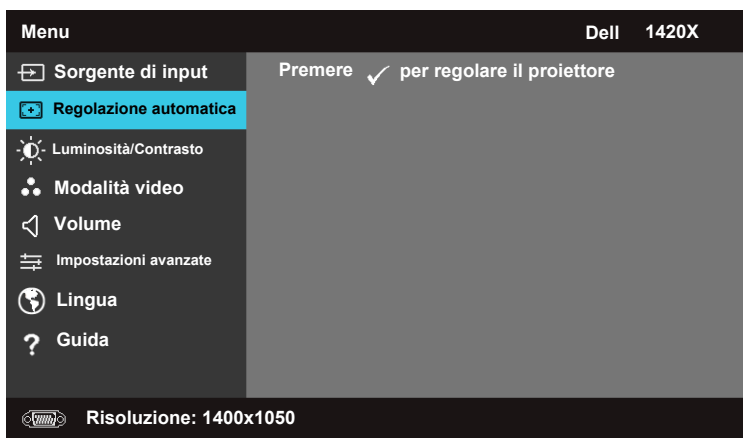 Menu Dell 1420X
Sorgente di input
Premere ✓ per regolare il proiettore
Regolazione automatica
Luminosità/Contrasto
Modalità video
Volume
Impostazioni avanzate
Lingua
? Guida
Risoluzione: 1400x1050